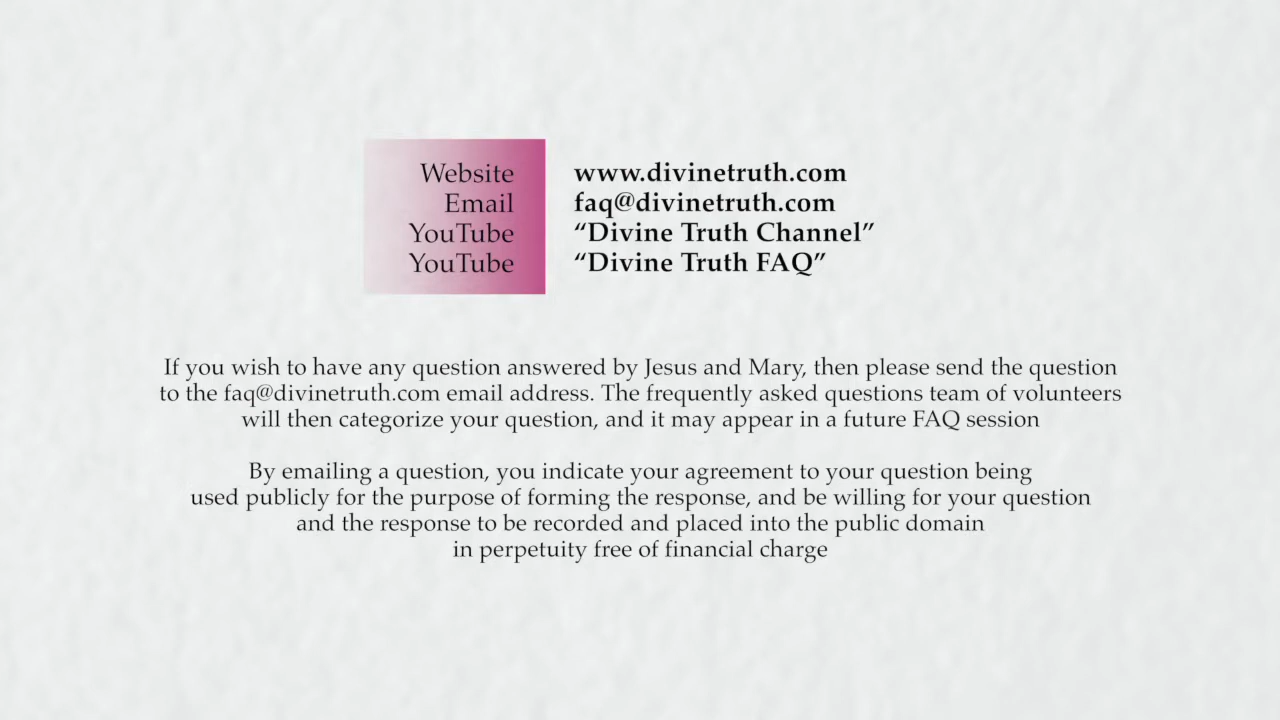 Website www.divinetruth.com
Email faq@divinetruth.com
YouTube “Divine Truth Channel”
YouTube “Divine Truth FAQ”
If you wish to have any question answered by Jesus and Mary, then please send the question
to the faq@divinetruth.com email address. The frequently asked questions team of volunteers
will then categorize your question, and it may appear in a future FAQ session
By emailing a question, you indicate your agreement to your question being
used publicly for the purpose of forming the response, and be willing for your question
and the response to be recorded and placed into the public domain
in perpetuity free of financial charge